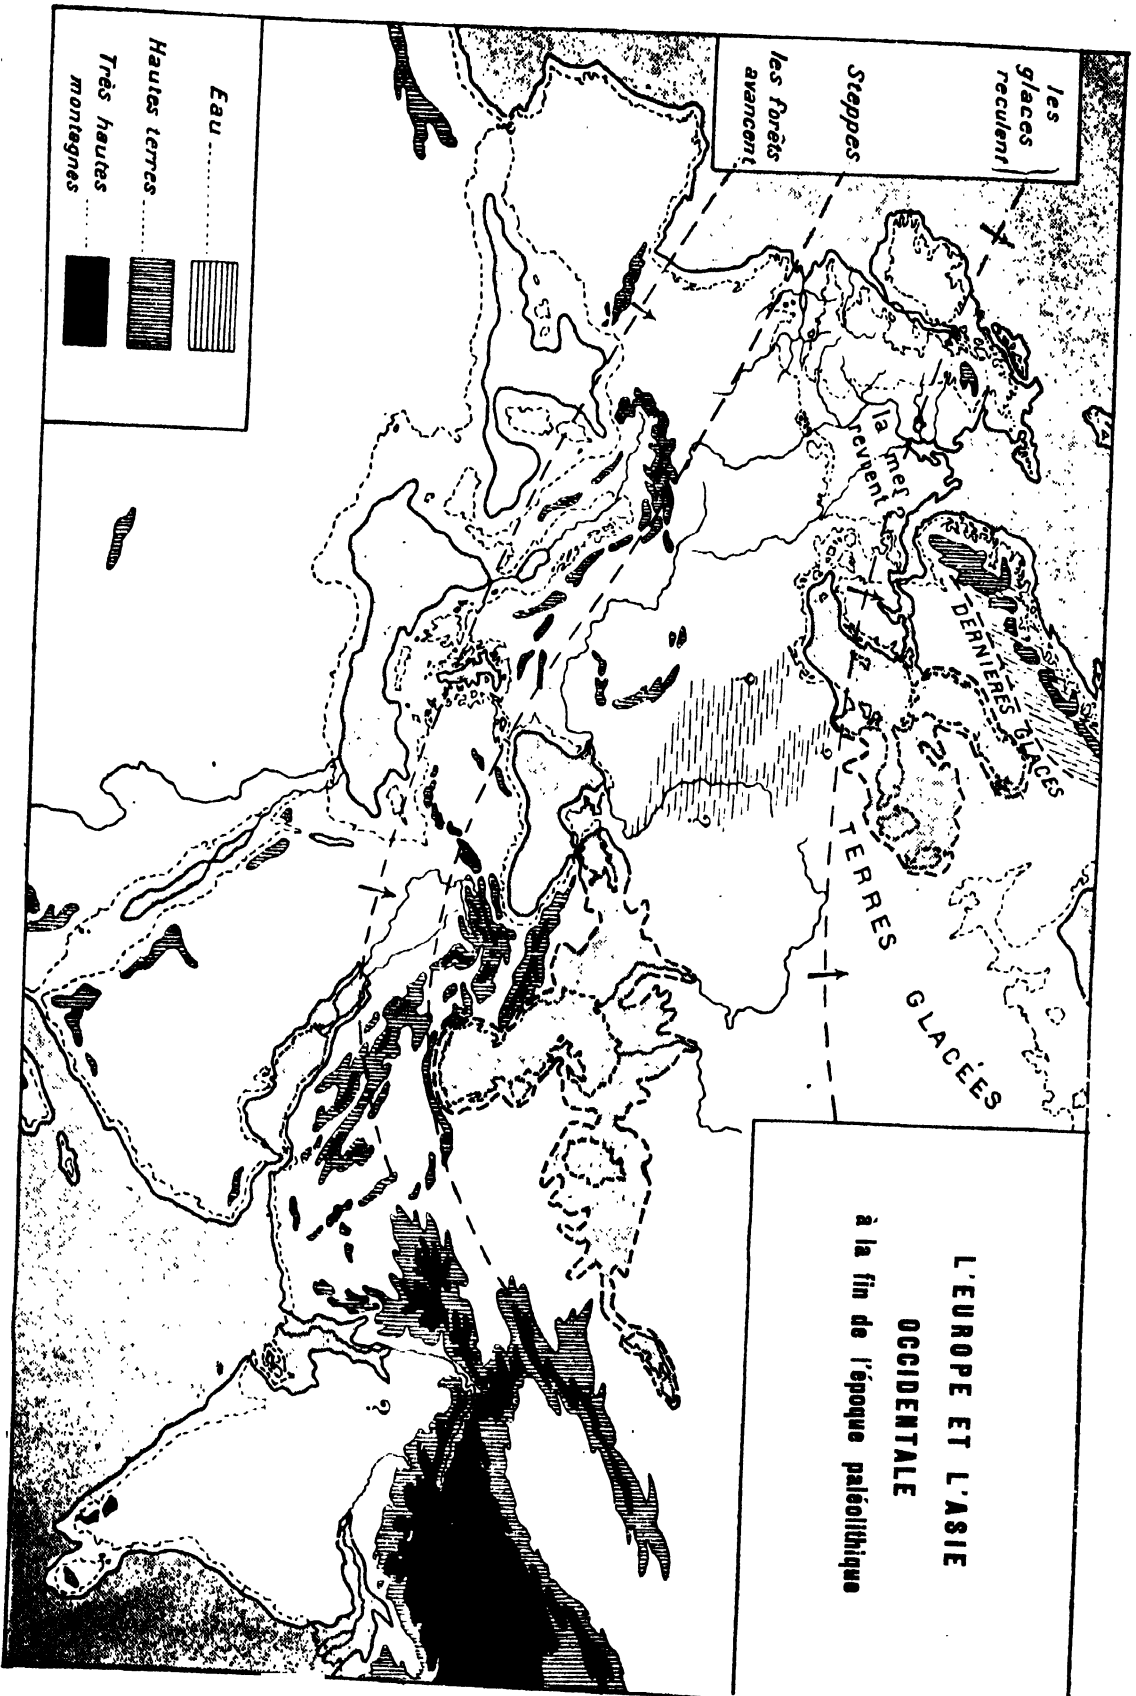 L'EUROPE ET L'ASIE
OCCIDENTALE
à la fin de l'époque paléolithique
les
glaces
reculent
Steppes
les forêts
avancent
la mer
revient ?
DERNIÈRES GLACES
TERRES GLACÉES
?
?
Eau
Hautes terres
Très hautes
montagnes